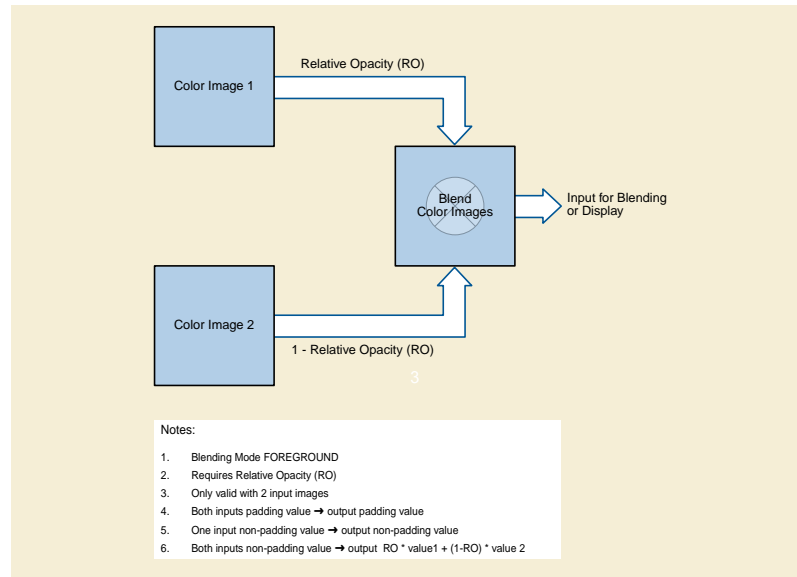 Relative Opacity (RO)
Color Image 1
Blend
Color Images
Input for Blending
or Display
Color Image 2
1 - Relative Opacity (RO)
3
Notes:
1. Blending Mode FOREGROUND
2. Requires Relative Opacity (RO)
3. Only valid with 2 input images
4. Both inputs padding value ➜ output padding value
5. One input non-padding value ➜ output non-padding value
6. Both inputs non-padding value ➜ output RO * value1 + (1-RO) * value 2